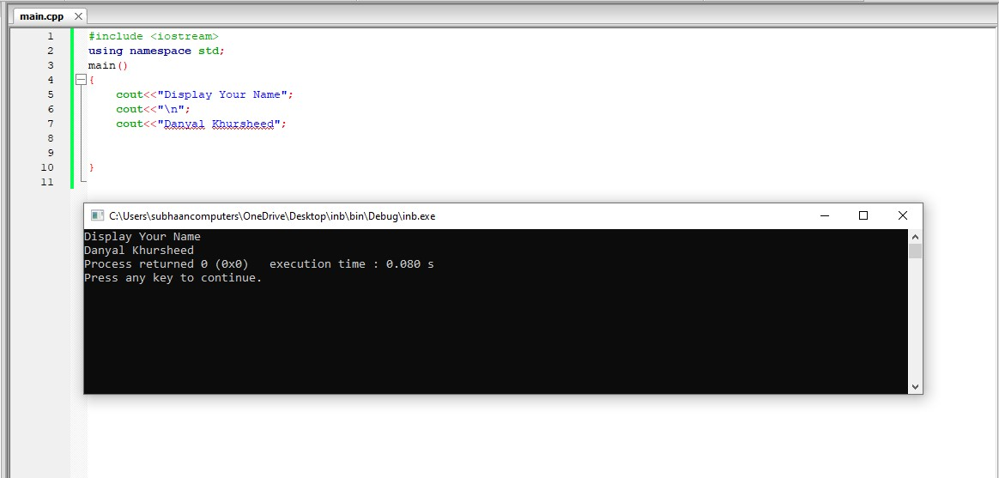 main.cpp
1 #include <iostream>
2 using namespace std;
3 main()
4 {
5 cout<<"Display Your Name";
6 cout<<"\n";
7 cout<<"Danyal Khursheed";
8
9
10 }
11
C:\Users\subhaancomputers\OneDrive\Desktop\inb\bin\Debug\inb.exe
Display Your Name
Danyal Khursheed
Process returned 0 (0x0)   execution time : 0.080 s
Press any key to continue.